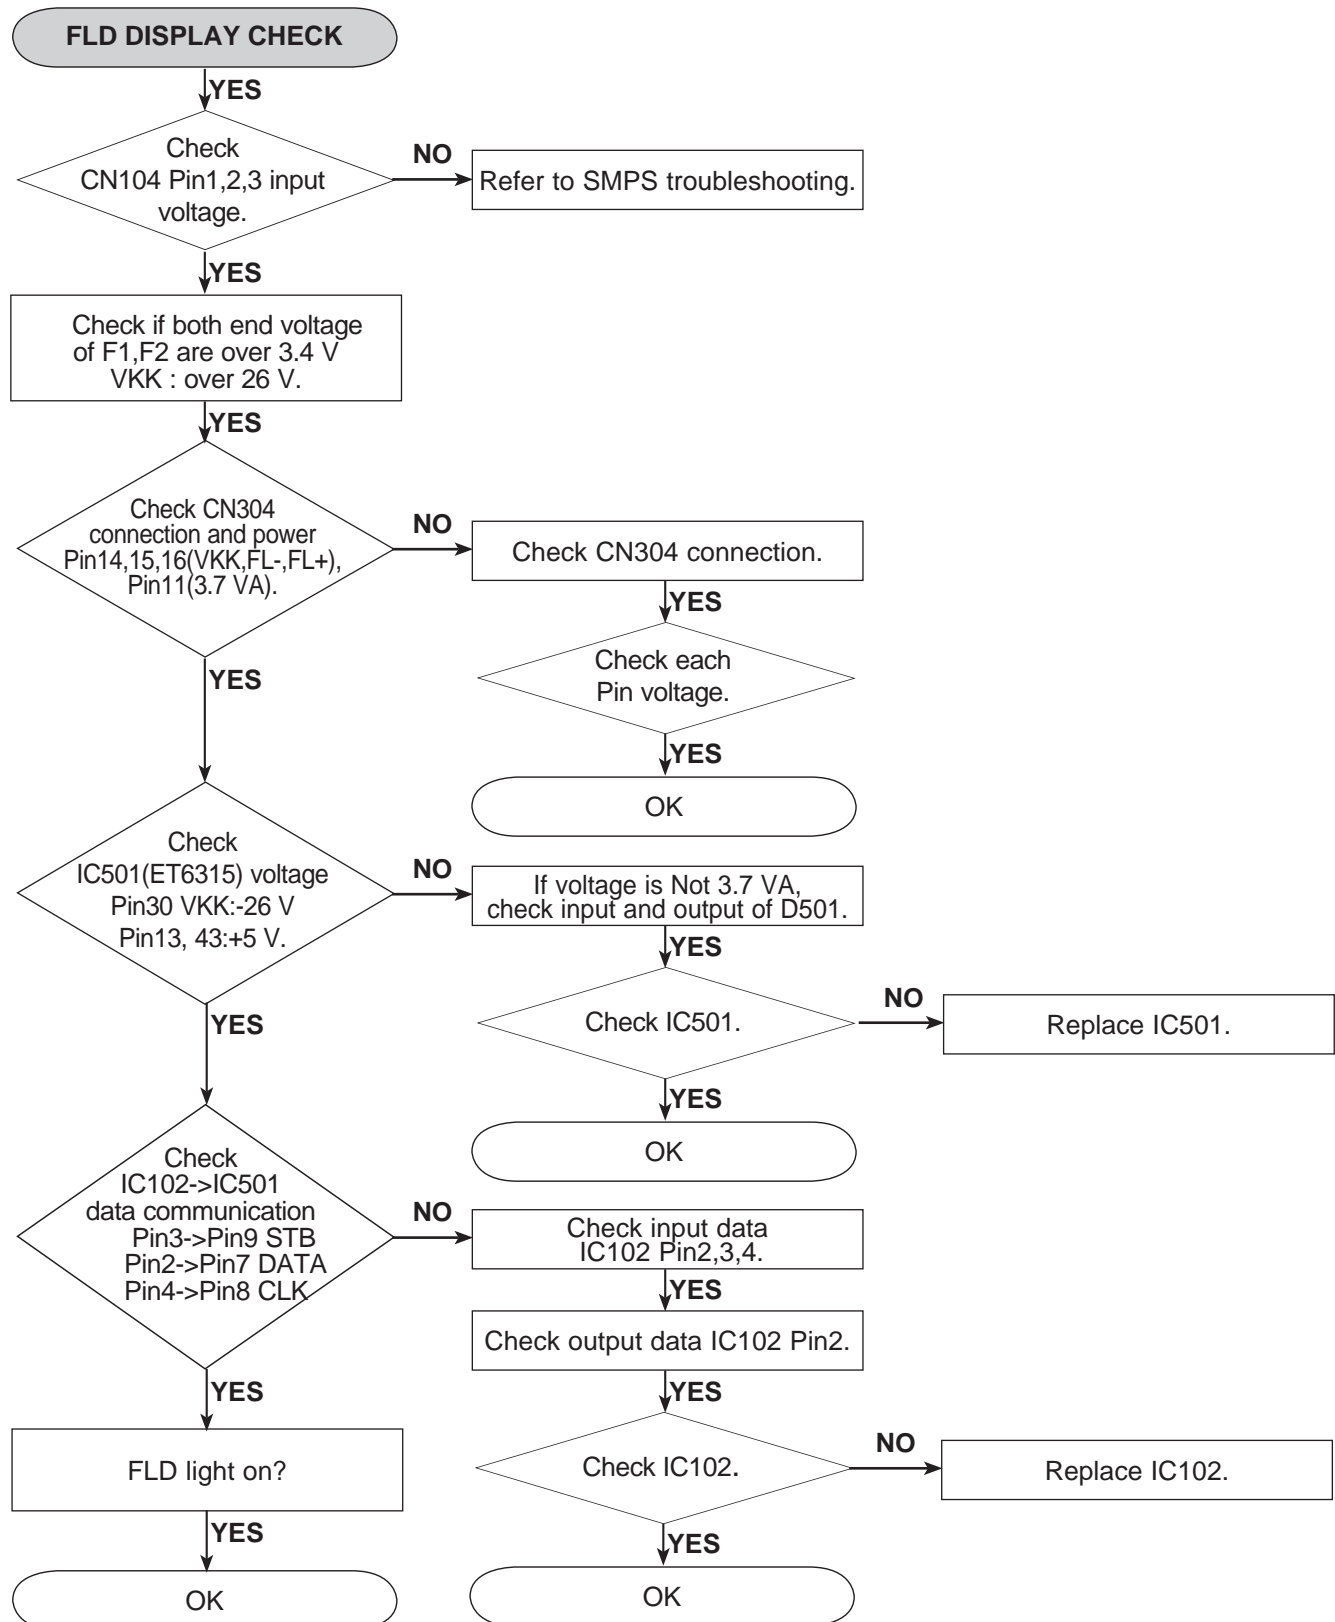 FLD DISPLAY CHECK
YES
Check
CN104 Pin1,2,3 input
voltage.
NO
Refer to SMPS troubleshooting.
YES
Check if both end voltage
of F1,F2 are over 3.4 V
VKK : over 26 V.
YES
Check CN304
connection and power
Pin14,15,16(VKK,FL-,FL+),
Pin11(3.7 VA).
NO
Check CN304 connection.
YES
Check each
Pin voltage.
YES
OK
YES
Check
IC501(ET6315) voltage
Pin30 VKK:-26 V
Pin13, 43:+5 V.
NO
If voltage is Not 3.7 VA,
check input and output of D501.
YES
Check IC501.
NO
Replace IC501.
YES
OK
YES
Check
IC102->IC501
data communication
Pin3->Pin9 STB
Pin2->Pin7 DATA
Pin4->Pin8 CLK
NO
Check input data
IC102 Pin2,3,4.
YES
Check output data IC102 Pin2.
YES
Check IC102.
NO
Replace IC102.
YES
OK
YES
FLD light on?
YES
OK